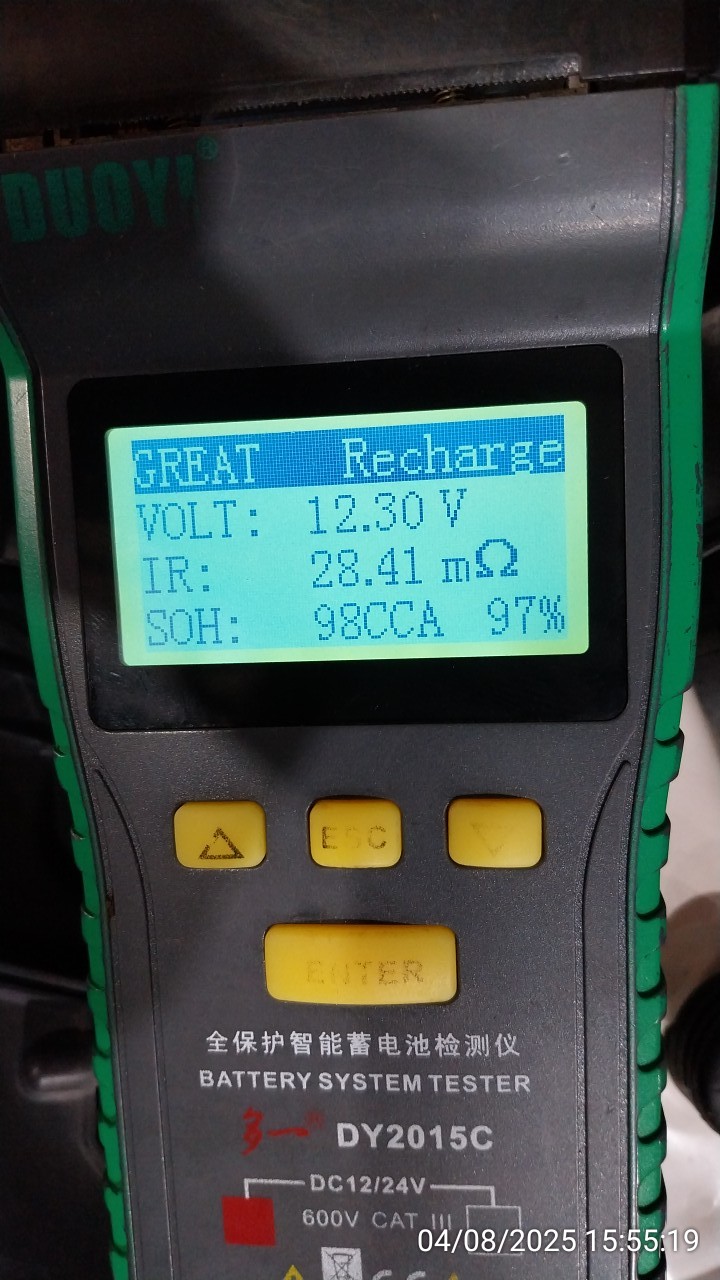 DUOYI®
GREAT Recharge
VOLT: 12.30 V
IR: 28.41 mΩ
SOH: 98CCA 97%
ESC
ENTER
全保护智能蓄电池检测仪
BATTERY SYSTEM TESTER
多一® DY2015C
DC12/24V
600V CAT III
04/08/2025 15:55:19